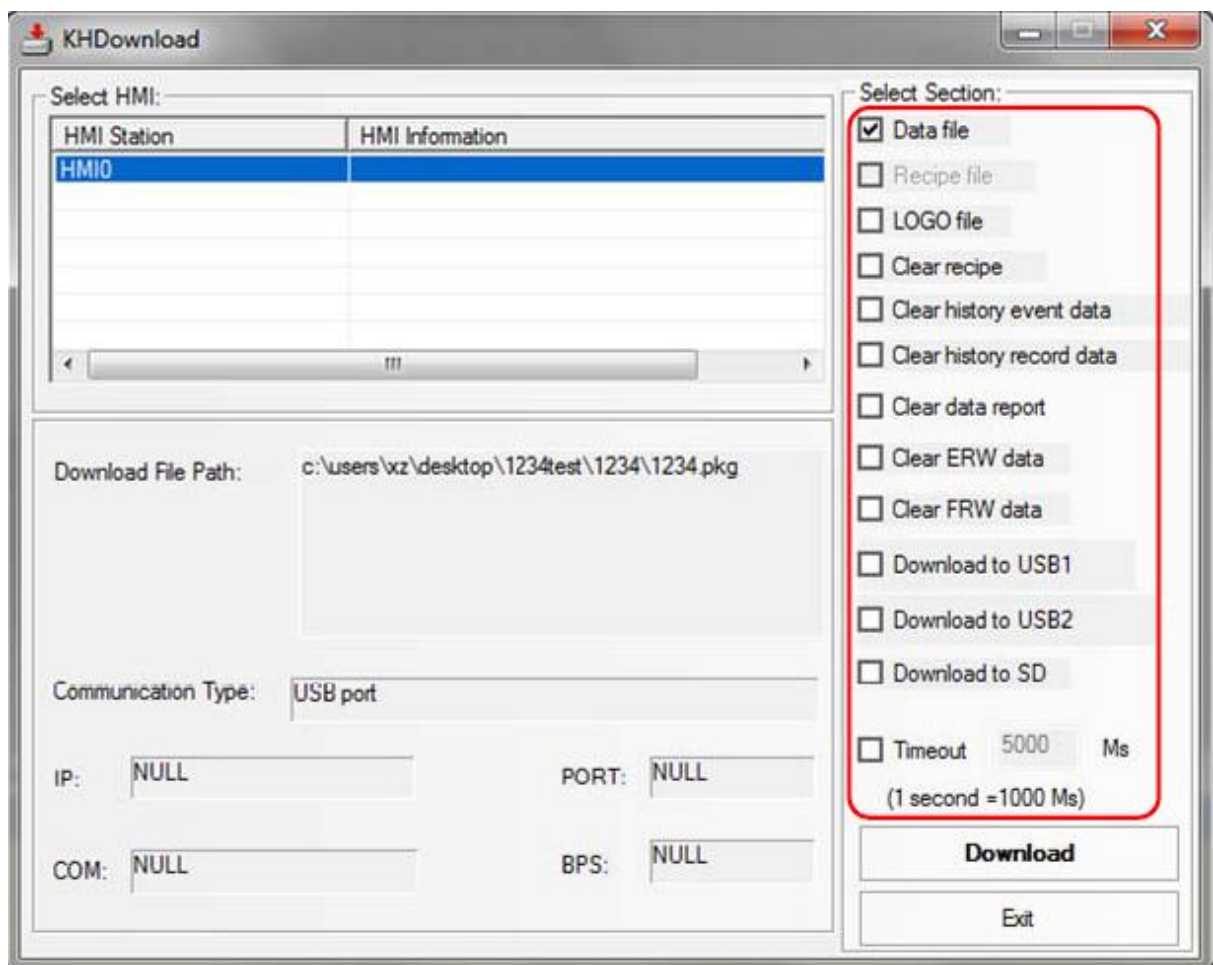 KHDownload
Select HMI:
HMI Station HMI Information
HMI0
Download File Path: c:\users\xz\desktop\1234test\1234\1234.pkg
Communication Type: USB port
IP: NULL PORT: NULL
COM: NULL BPS: NULL
Select Section:
Data file
Recipe file
LOGO file
Clear recipe
Clear history event data
Clear history record data
Clear data report
Clear ERW data
Clear FRW data
Download to USB1
Download to USB2
Download to SD
Timeout 5000 Ms
(1 second =1000 Ms)
Download
Exit